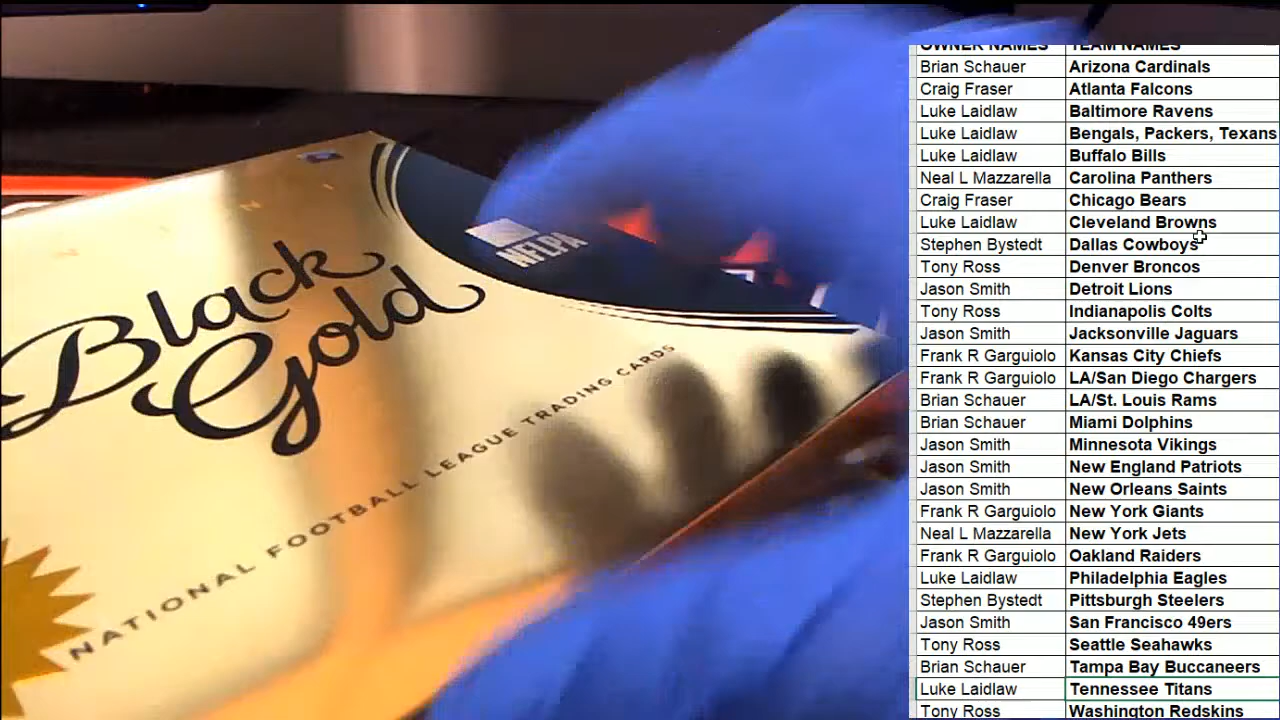 Black
Gold
NFLPA
NATIONAL FOOTBALL LEAGUE TRADING CARDS
OWNER NAMES TEAM NAMES
Brian Schauer Arizona Cardinals
Craig Fraser Atlanta Falcons
Luke Laidlaw Baltimore Ravens
Luke Laidlaw Bengals, Packers, Texans
Luke Laidlaw Buffalo Bills
Neal L Mazzarella Carolina Panthers
Craig Fraser Chicago Bears
Luke Laidlaw Cleveland Browns
Stephen Bystedt Dallas Cowboys
Tony Ross Denver Broncos
Jason Smith Detroit Lions
Tony Ross Indianapolis Colts
Jason Smith Jacksonville Jaguars
Frank R Garguiolo Kansas City Chiefs
Frank R Garguiolo LA/San Diego Chargers
Brian Schauer LA/St. Louis Rams
Brian Schauer Miami Dolphins
Jason Smith Minnesota Vikings
Jason Smith New England Patriots
Jason Smith New Orleans Saints
Frank R Garguiolo New York Giants
Neal L Mazzarella New York Jets
Frank R Garguiolo Oakland Raiders
Luke Laidlaw Philadelphia Eagles
Stephen Bystedt Pittsburgh Steelers
Jason Smith San Francisco 49ers
Tony Ross Seattle Seahawks
Brian Schauer Tampa Bay Buccaneers
Luke Laidlaw Tennessee Titans
Tony Ross Washington Redskins